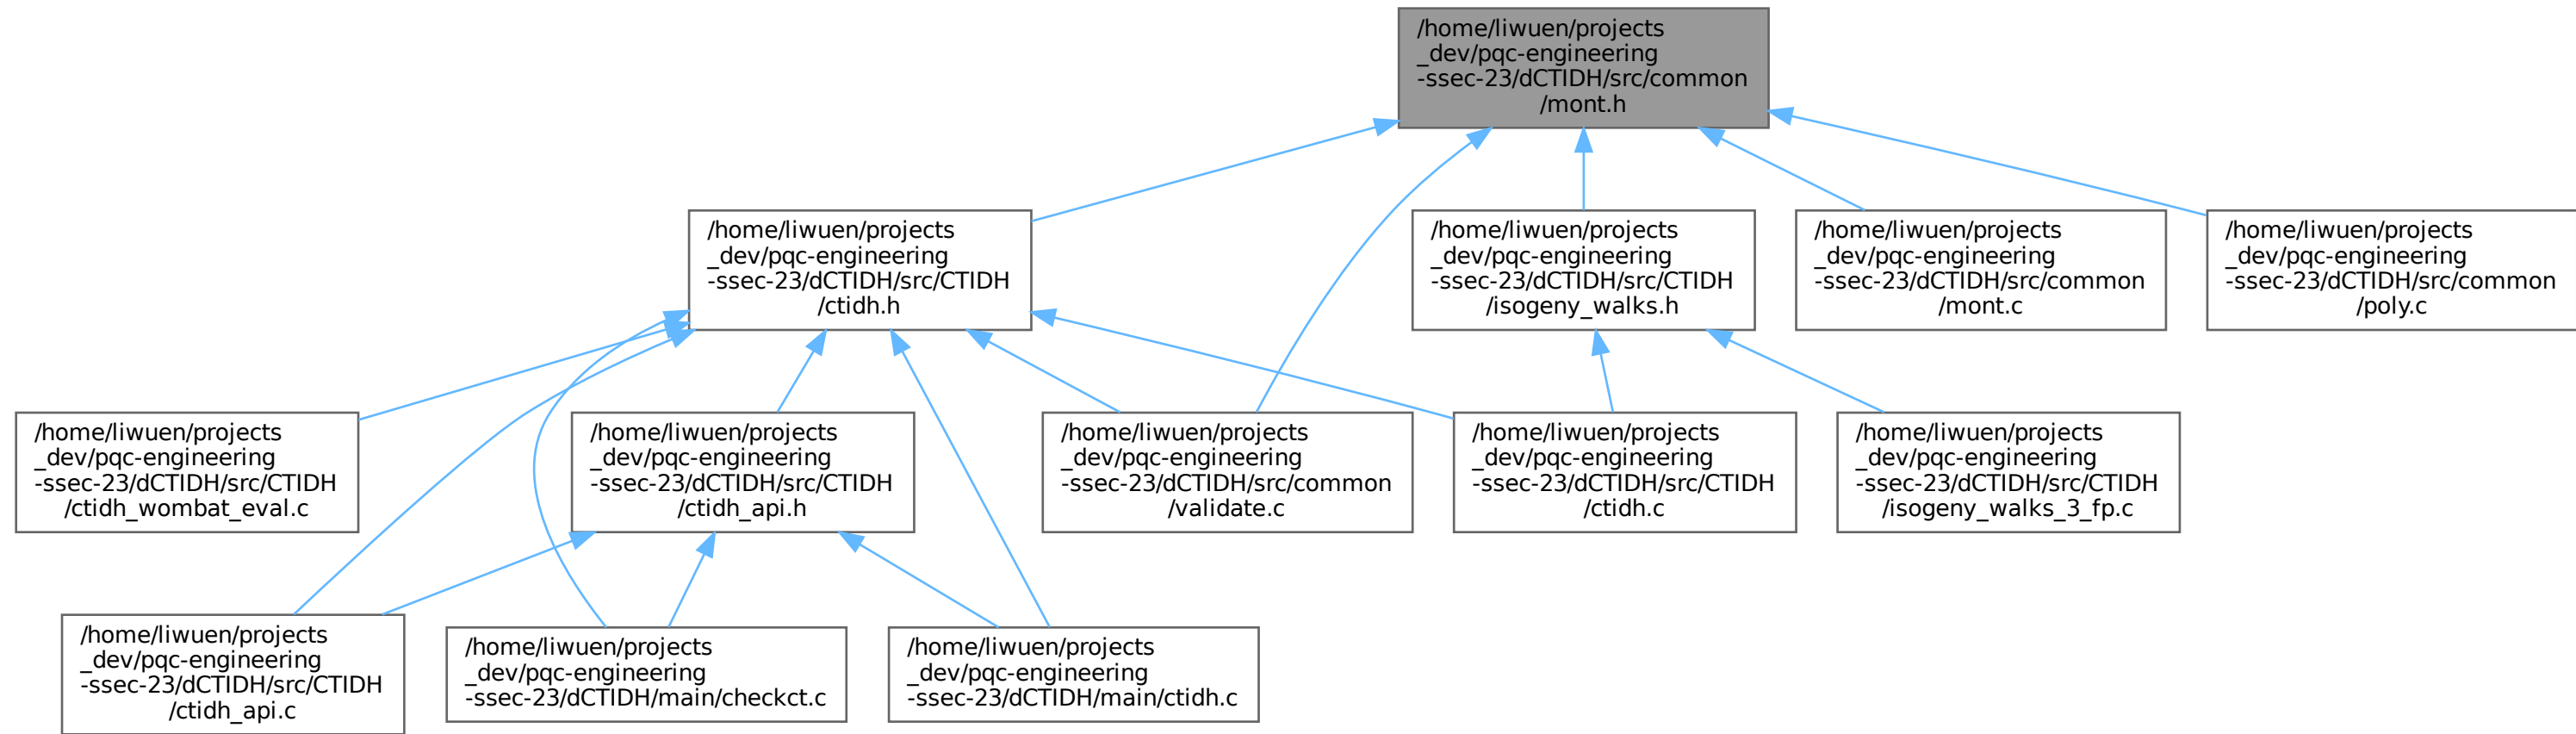 /home/liwuen/projects
_dev/pqc-engineering
-ssec-23/dCTIDH/src/common
/mont.h
/home/liwuen/projects
_dev/pqc-engineering
-ssec-23/dCTIDH/src/CTIDH
/ctidh.h
/home/liwuen/projects
_dev/pqc-engineering
-ssec-23/dCTIDH/src/CTIDH
/isogeny_walks.h
/home/liwuen/projects
_dev/pqc-engineering
-ssec-23/dCTIDH/src/common
/mont.c
/home/liwuen/projects
_dev/pqc-engineering
-ssec-23/dCTIDH/src/common
/poly.c
/home/liwuen/projects
_dev/pqc-engineering
-ssec-23/dCTIDH/src/CTIDH
/ctidh_wombat_eval.c
/home/liwuen/projects
_dev/pqc-engineering
-ssec-23/dCTIDH/src/CTIDH
/ctidh_api.h
/home/liwuen/projects
_dev/pqc-engineering
-ssec-23/dCTIDH/src/common
/validate.c
/home/liwuen/projects
_dev/pqc-engineering
-ssec-23/dCTIDH/src/CTIDH
/ctidh.c
/home/liwuen/projects
_dev/pqc-engineering
-ssec-23/dCTIDH/src/CTIDH
/isogeny_walks_3_fp.c
/home/liwuen/projects
_dev/pqc-engineering
-ssec-23/dCTIDH/src/CTIDH
/ctidh_api.c
/home/liwuen/projects
_dev/pqc-engineering
-ssec-23/dCTIDH/main/checkct.c
/home/liwuen/projects
_dev/pqc-engineering
-ssec-23/dCTIDH/main/ctidh.c